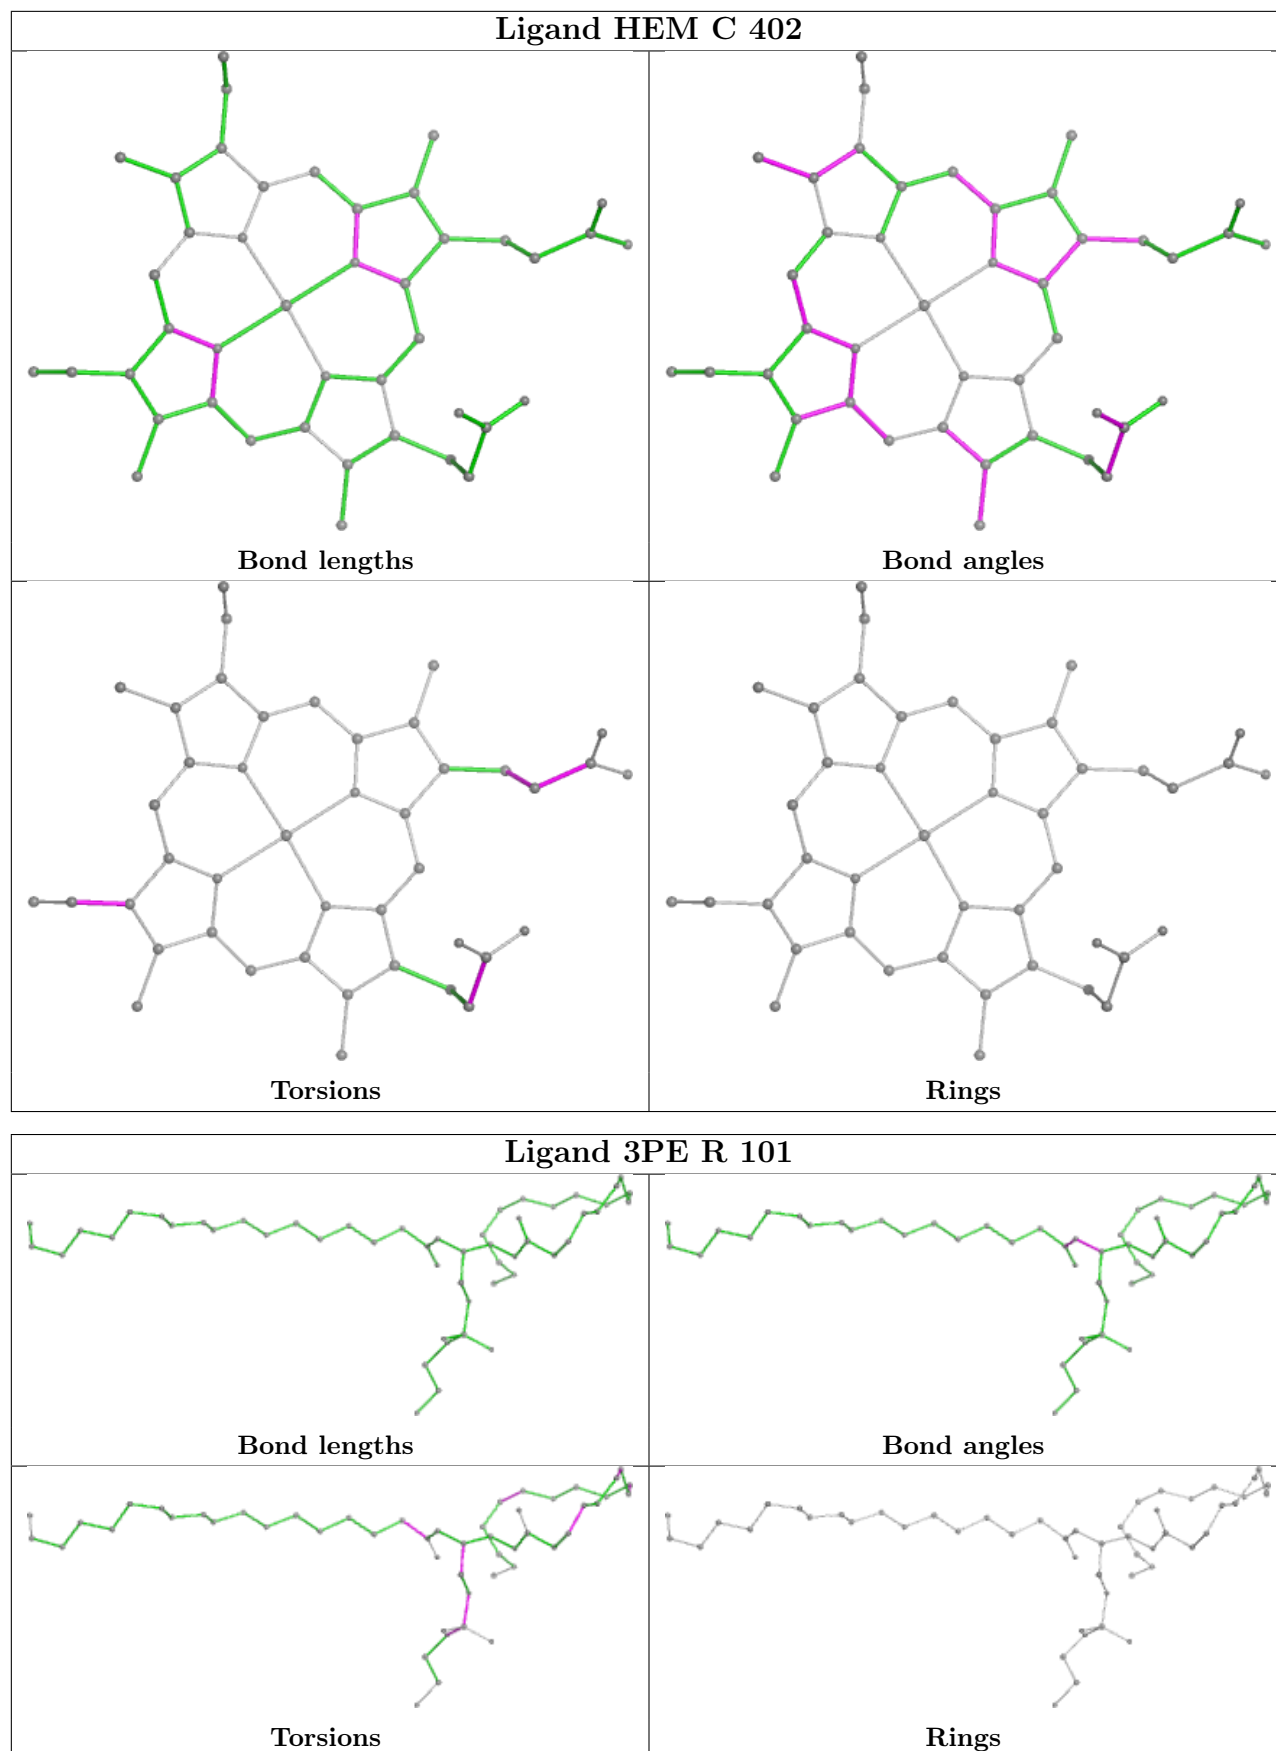 Ligand HEM C 402
Bond lengths
Bond angles
Torsions
Rings
Ligand 3PE R 101
Bond lengths
Bond angles
Torsions
Rings